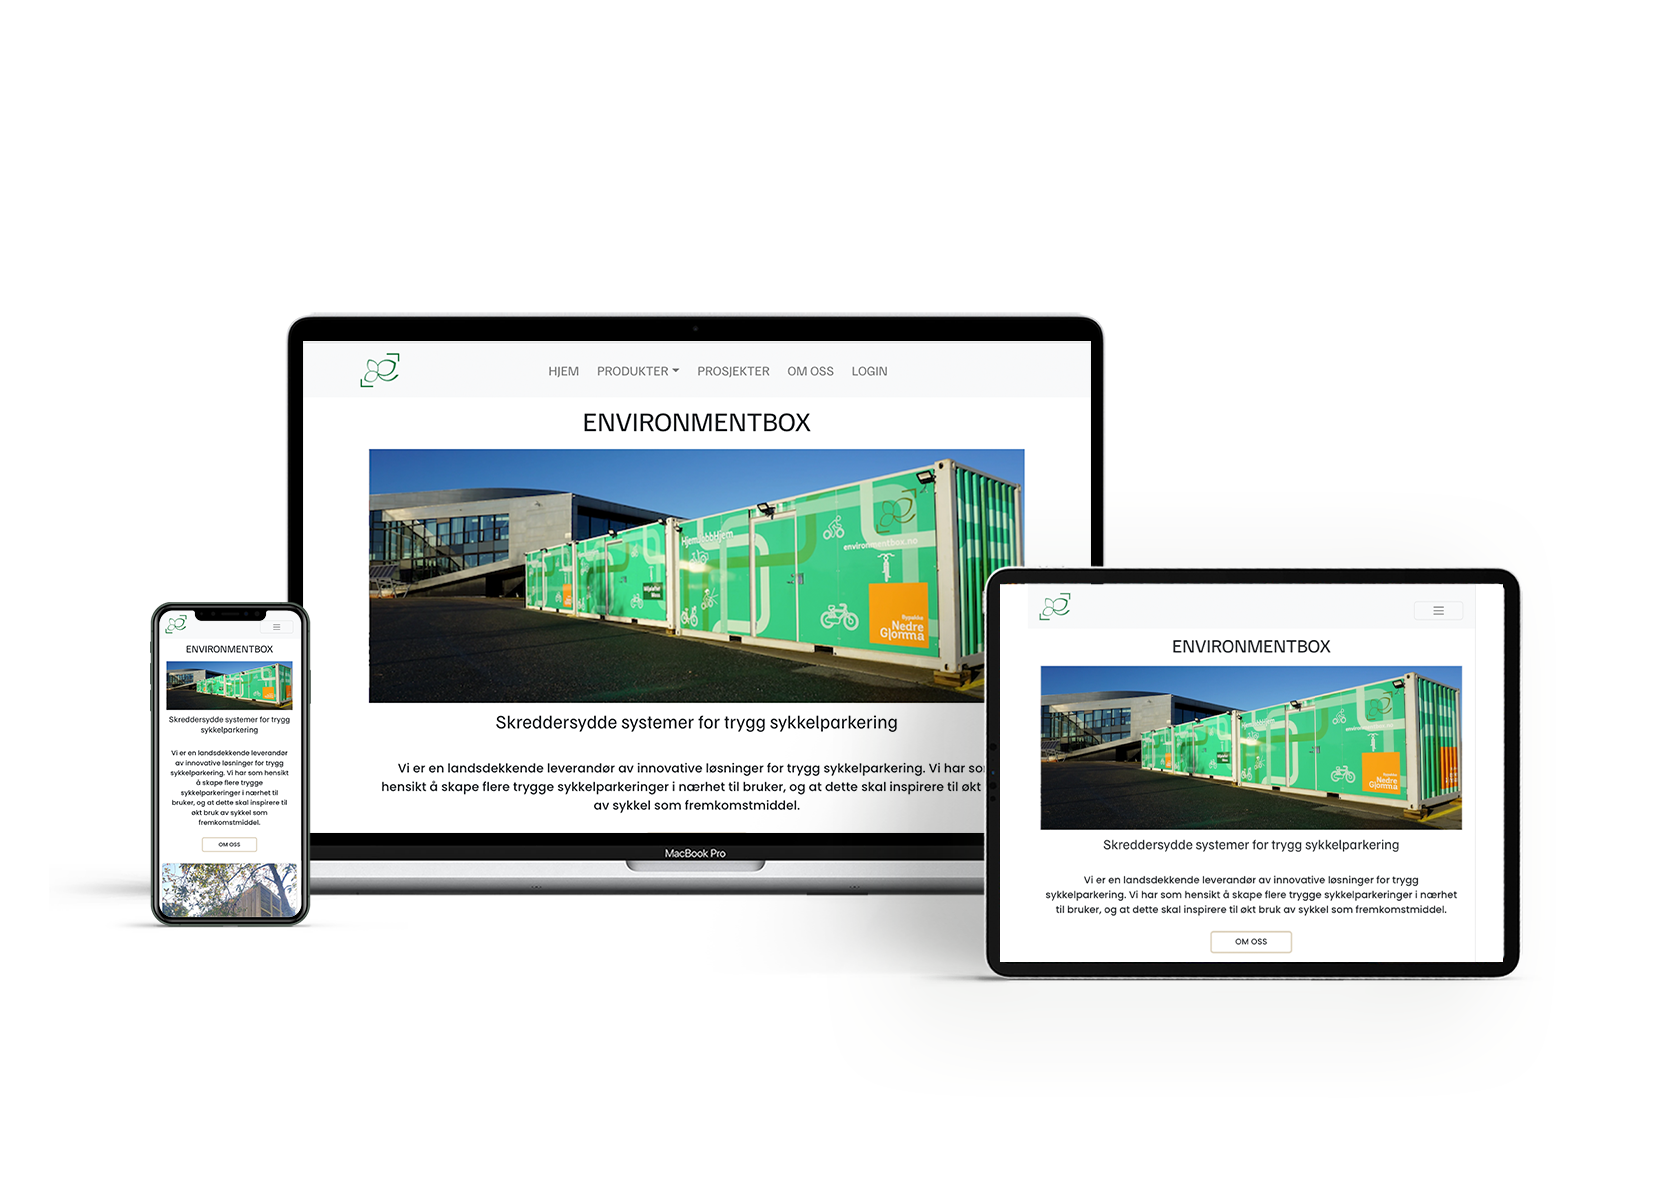 HJEM PRODUKTER PROSJEKTER OM OSS LOGIN
ENVIRONMENTBOX
HjemJobbHjem
environmentbox.no
Bypakke
Nedre
Glomma
Skreddersydde systemer for trygg sykkelparkering
Vi er en landsdekkende leverandør av innovative løsninger for trygg sykkelparkering. Vi har so
hensikt å skape flere trygge sykkelparkeringer i nærhet til bruker, og at dette skal inspirere til økt
av sykkel som fremkomstmiddel.
MacBook Pro
ENVIRONMENTBOX
Skreddersydde systemer for trygg
sykkelparkering
Vi er en landsdekkende leverandør
av innovative løsninger for trygg
sykkelparkering. Vi har som hensikt
å skape flere trygge
sykkelparkeringer i nærhet til
bruker, og at dette skal inspirere til
økt bruk av sykkel som
fremkomstmiddel.
OM OSS
ENVIRONMENTBOX
HjemJobbHjem
Nedre
Glomma
Skreddersydde systemer for trygg sykkelparkering
Vi er en landsdekkende leverandør av innovative løsninger for trygg
sykkelparkering. Vi har som hensikt å skape flere trygge sykkelparkeringer i nærhet
til bruker, og at dette skal inspirere til økt bruk av sykkel som fremkomstmiddel.
OM OSS